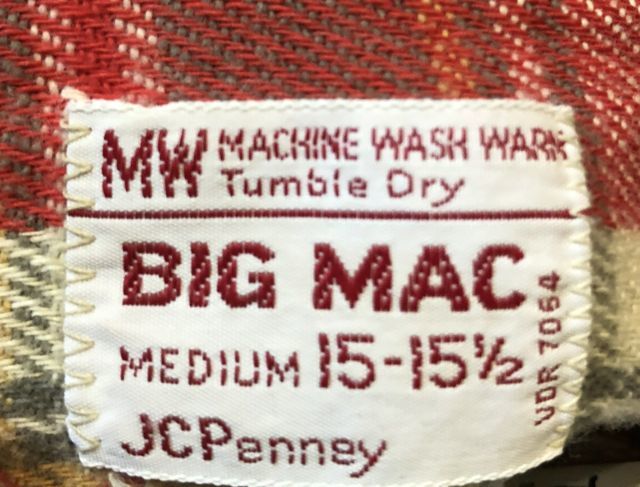 MW MACHINE WASH WARM
Tumble Dry
BIG MAC
MEDIUM 15-15½
JCPenney
VDR 7064